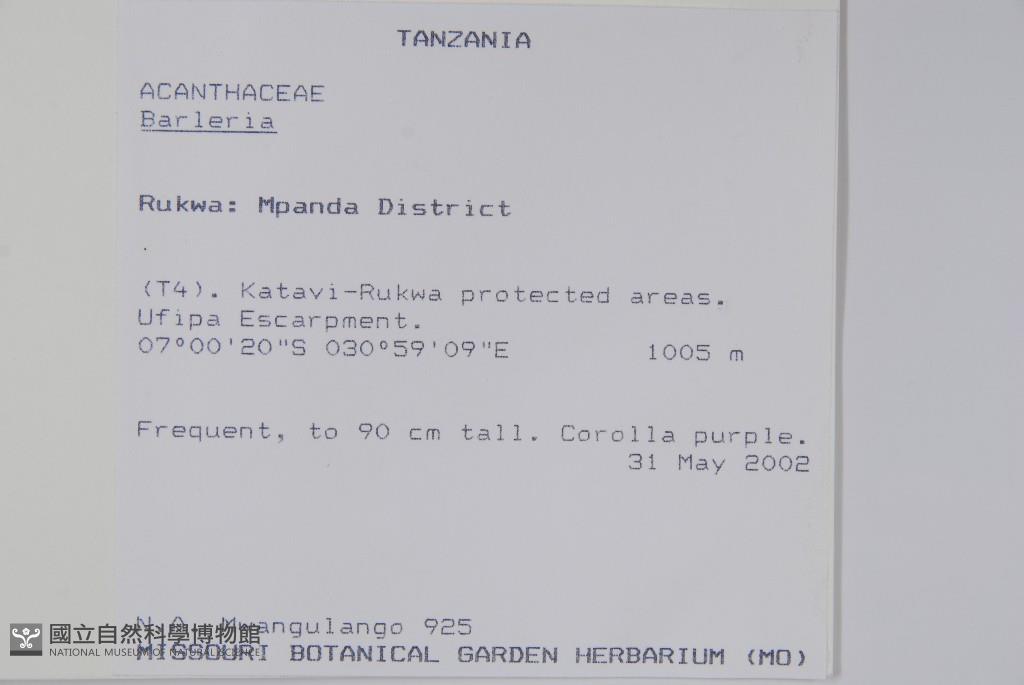 TANZANIA
ACANTHACEAE
Barleria
Rukwa: Mpanda District
(T4). Katavi-Rukwa protected areas.
Ufipa Escarpment.
07°00'20"S 030°59'09"E 1005 m
Frequent, to 90 cm tall. Corolla purple.
31 May 2002
N.A. Mwangulango 925
MISSOURI BOTANICAL GARDEN HERBARIUM (MO)
國立自然科學博物館
NATIONAL MUSEUM OF NATURAL SCIENCE